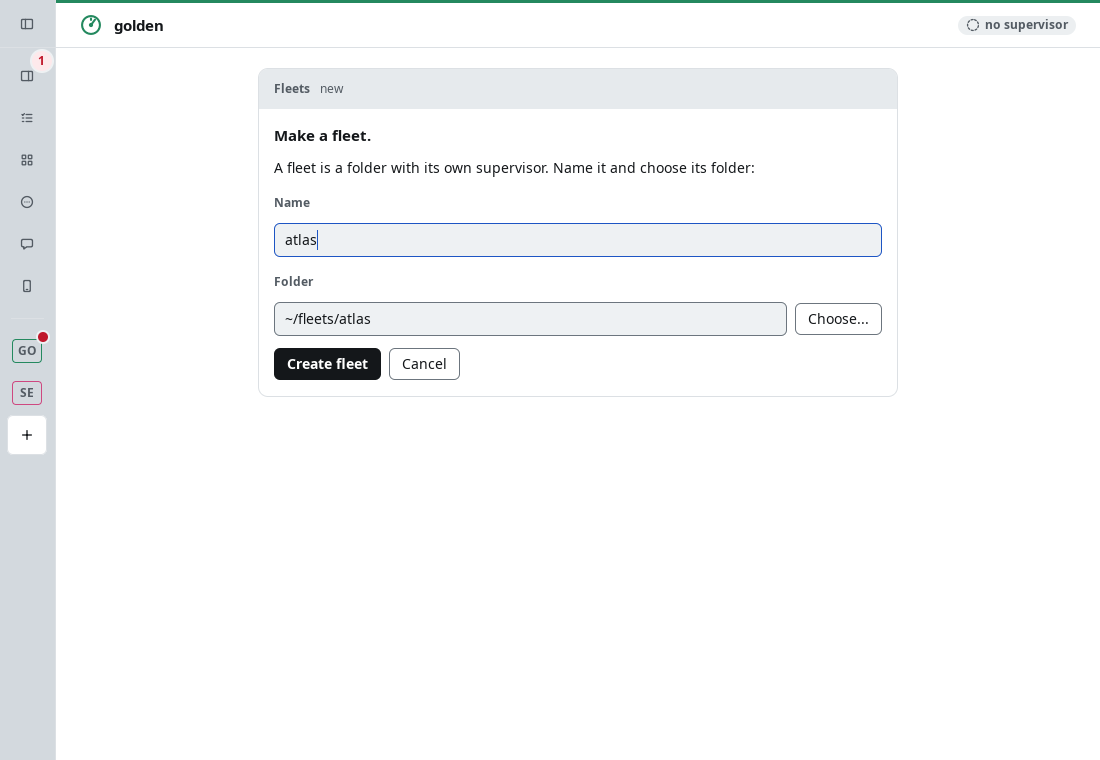 golden
no supervisor
1
GO
SE
Fleets new
Make a fleet.
A fleet is a folder with its own supervisor. Name it and choose its folder:
Name
atlas
Folder
~/fleets/atlas
Choose...
Create fleet
Cancel